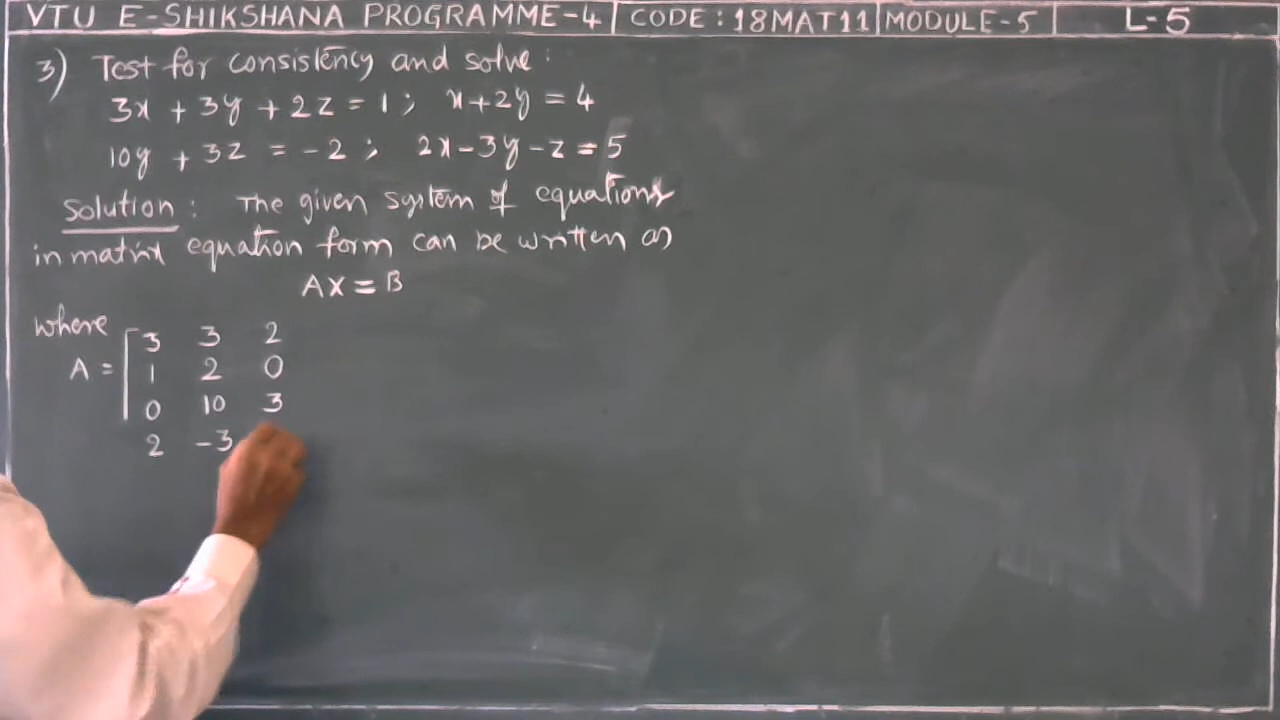 VTU E-SHIKSHANA PROGRAMME-4 CODE: 18MAT11 MODULE-5 L-5
3) Test for consistency and solve:
3x + 3y + 2z = 1; x+2y = 4
10y + 3z = -2; 2x-3y-z = 5
Solution: The given system of equations
in matrix equation form can be written as
AX = B
where
A = [ 3 3 2
1 2 0
0 10 3
2 -3